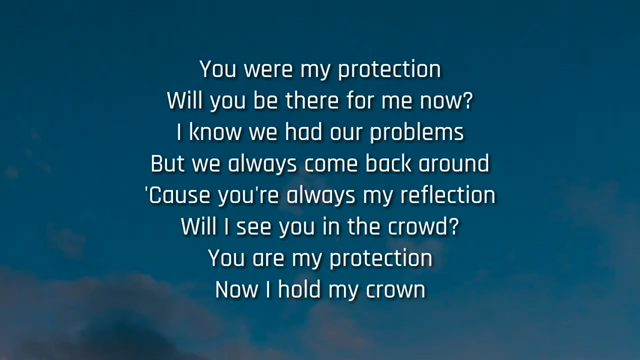 You were my protection
Will you be there for me now?
I know we had our problems
But we always come back around
'Cause you're always my reflection
Will I see you in the crowd?
You are my protection
Now I hold my crown